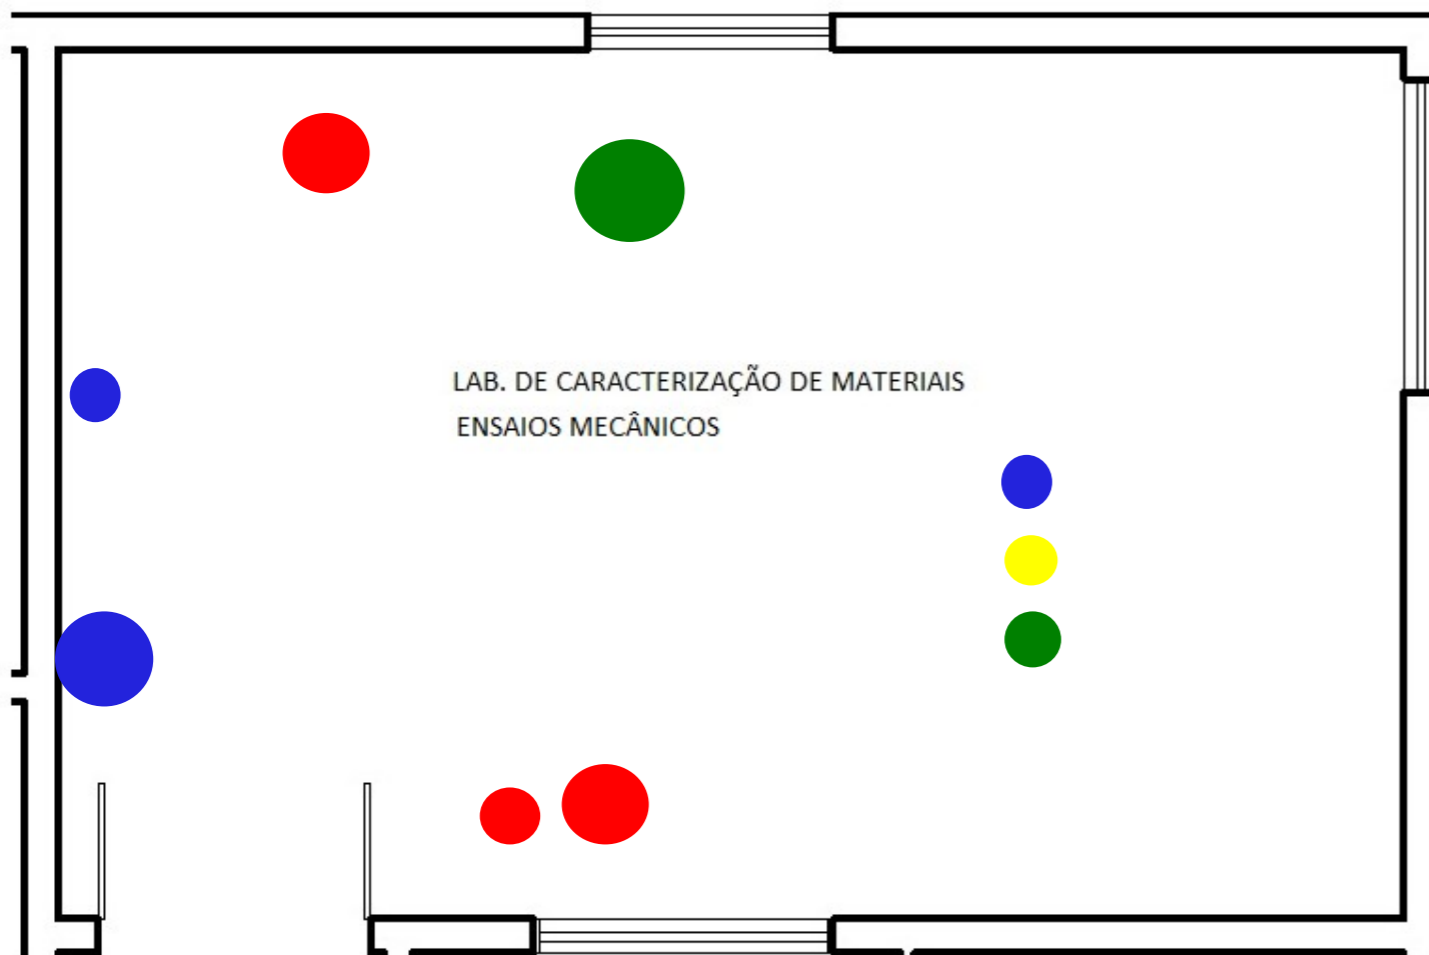 LAB. DE CARACTERIZAÇÃO DE MATERIAIS
ENSAIOS MECÂNICOS